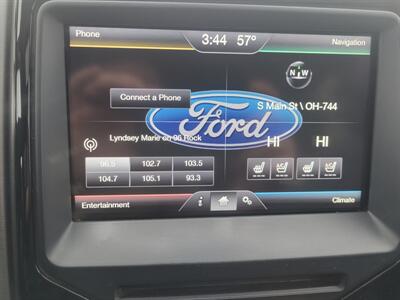 Phone
3:44 57°
Navigation
N W
Connect a Phone
S Main St \ OH-744
Ford
Lyndsey Marie on 96 Rock
HI HI
96.5 102.7 103.5
104.7 105.1 93.3
Entertainment
i
Climate